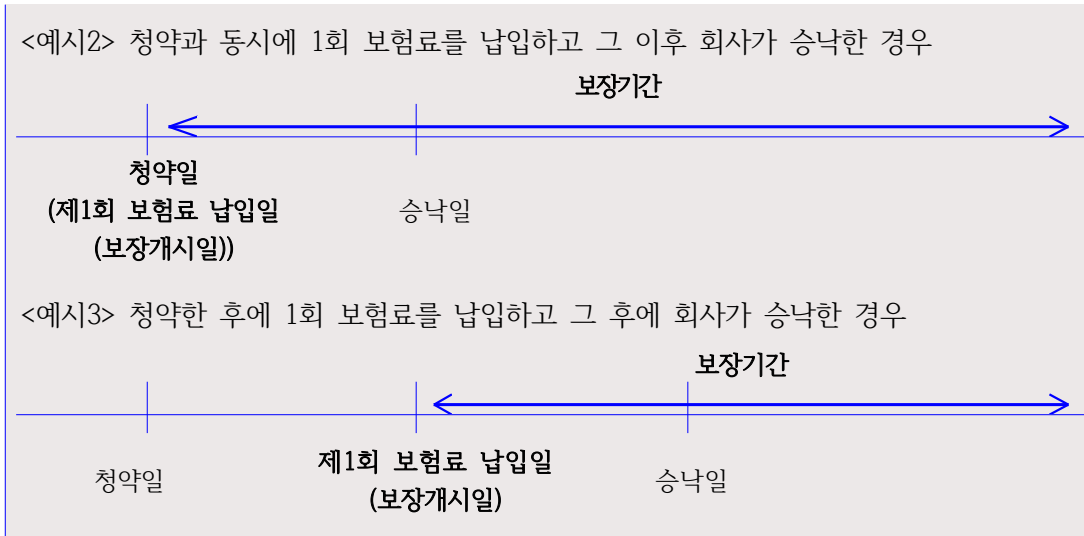 <예시2> 청약과 동시에 1회 보험료를 납입하고 그 이후 회사가 승낙한 경우
보장기간
청약일
(제1회 보험료 납입일
(보장개시일))
승낙일
<예시3> 청약한 후에 1회 보험료를 납입하고 그 후에 회사가 승낙한 경우
보장기간
청약일
제1회 보험료 납입일
(보장개시일)
승낙일